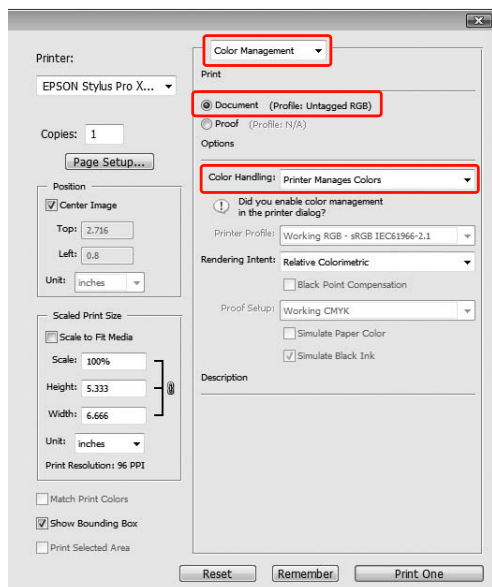 Printer:
EPSON Stylus Pro X...
Copies: 1
Page Setup...
Position
Center Image
Top: 2.716
Left: 0.8
Unit: inches
Scaled Print Size
Scale to Fit Media
Scale: 100%
Height: 5.333
Width: 6.666
Unit: inches
Print Resolution: 96 PPI
Match Print Colors
Show Bounding Box
Print Selected Area
Color Management
Print
Document (Profile: Untagged RGB)
Proof (Profile: N/A)
Options
Color Handling: Printer Manages Colors
Did you enable color management
in the printer dialog?
Printer Profile: Working RGB - sRGB IEC61966-2.1
Rendering Intent: Relative Colorimetric
Black Point Compensation
Proof Setup: Working CMYK
Simulate Paper Color
Simulate Black Ink
Description
Reset
Remember
Print One